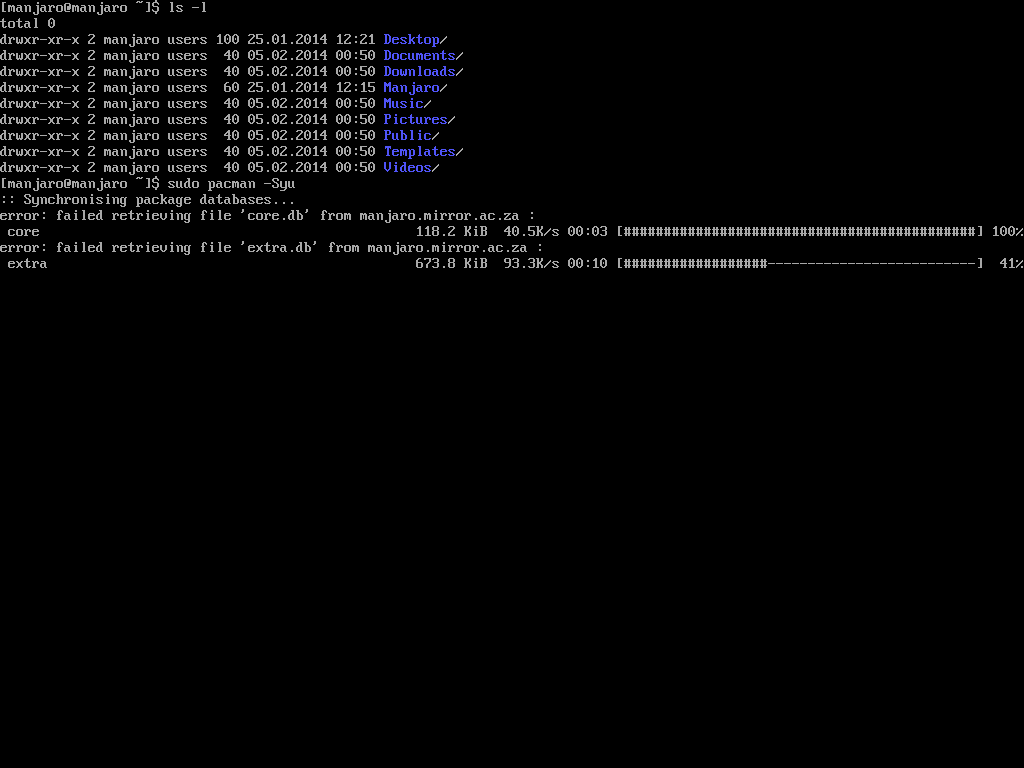 [manjaro@manjaro ~]$ ls -l
total 0
drwxr-xr-x 2 manjaro users 100 25.01.2014 12:21 Desktop/
drwxr-xr-x 2 manjaro users  40 05.02.2014 00:50 Documents/
drwxr-xr-x 2 manjaro users  40 05.02.2014 00:50 Downloads/
drwxr-xr-x 2 manjaro users  60 25.01.2014 12:15 Manjaro/
drwxr-xr-x 2 manjaro users  40 05.02.2014 00:50 Music/
drwxr-xr-x 2 manjaro users  40 05.02.2014 00:50 Pictures/
drwxr-xr-x 2 manjaro users  40 05.02.2014 00:50 Public/
drwxr-xr-x 2 manjaro users  40 05.02.2014 00:50 Templates/
drwxr-xr-x 2 manjaro users  40 05.02.2014 00:50 Videos/
[manjaro@manjaro ~]$ sudo pacman -Syu
:: Synchronising package databases...
error: failed retrieving file 'core.db' from manjaro.mirror.ac.za :
 core                                               118.2 KiB  40.5K/s 00:03 [############################################] 100%
error: failed retrieving file 'extra.db' from manjaro.mirror.ac.za :
 extra                                              673.8 KiB  93.3K/s 00:10 [##################--------------------------]  41%